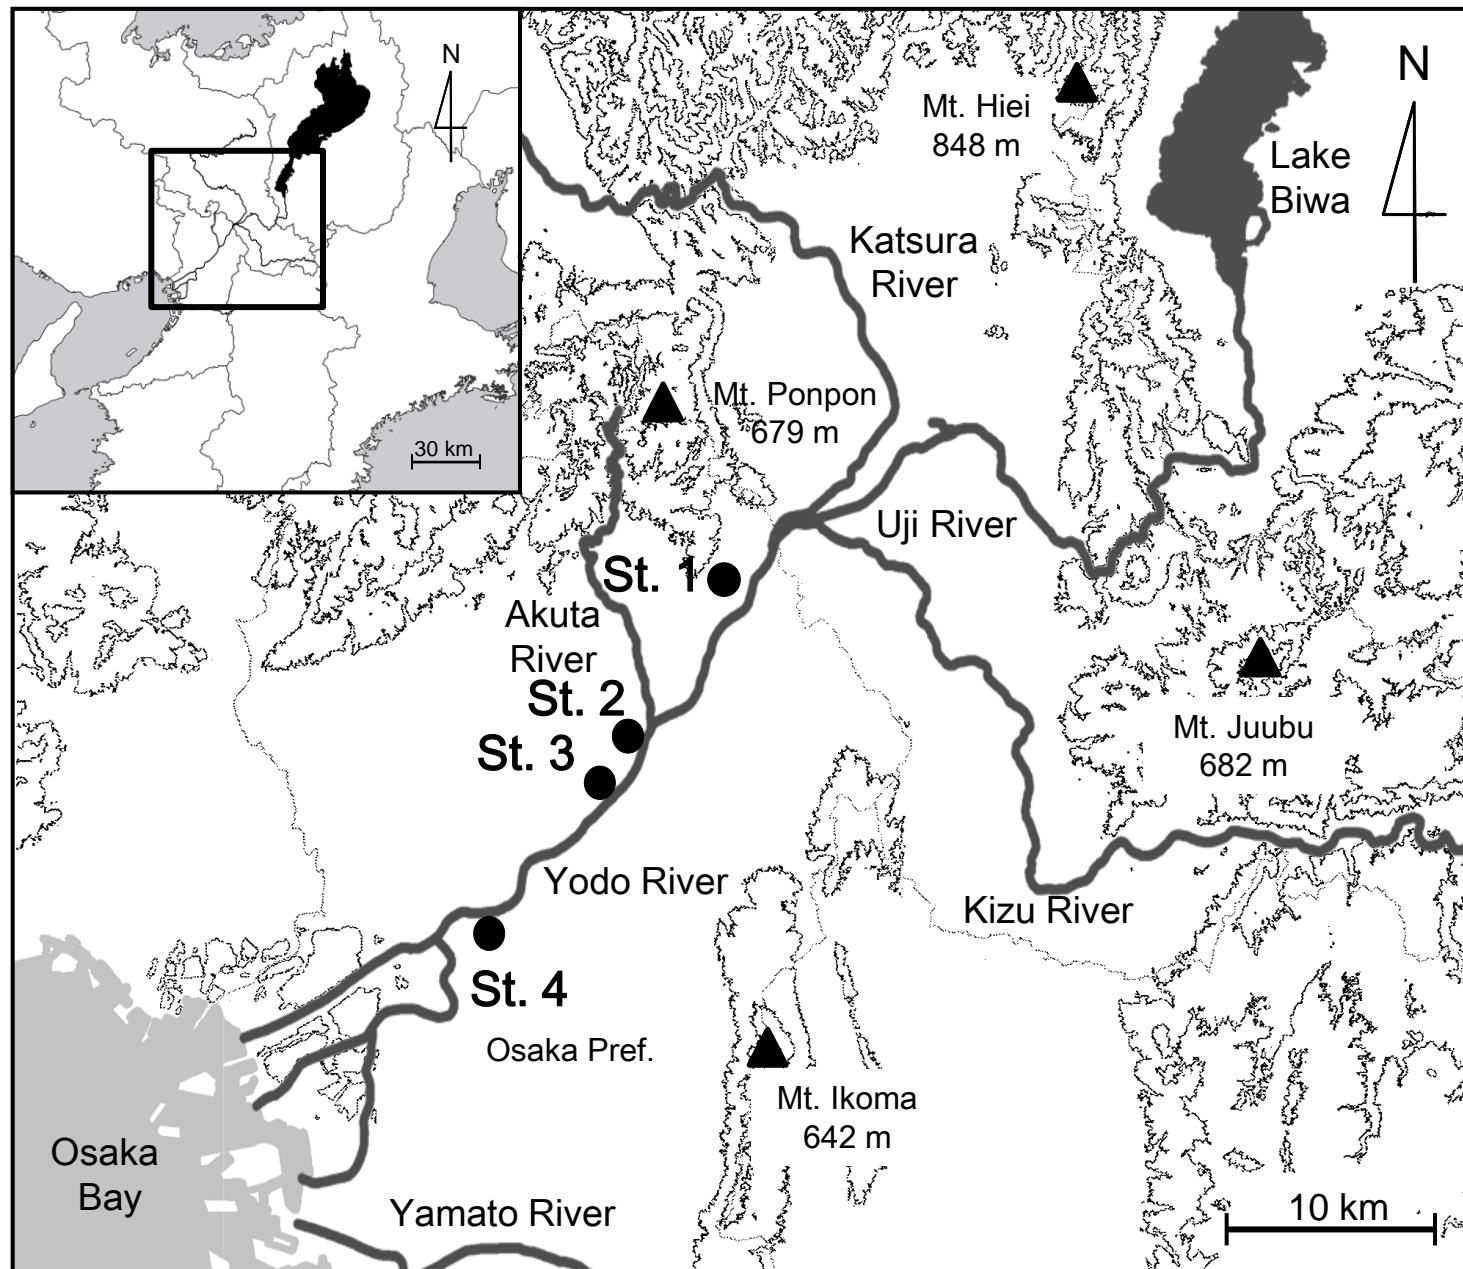 N
30 km
N
Mt. Hiei
848 m
Lake
Biwa
Katsura
River
Mt. Ponpon
679 m
Uji River
St. 1
Akuta
River
St. 2
St. 3
Mt. Juubu
682 m
Yodo River
Kizu River
St. 4
Osaka Pref.
Mt. Ikoma
642 m
Osaka
Bay
Yamato River
10 km